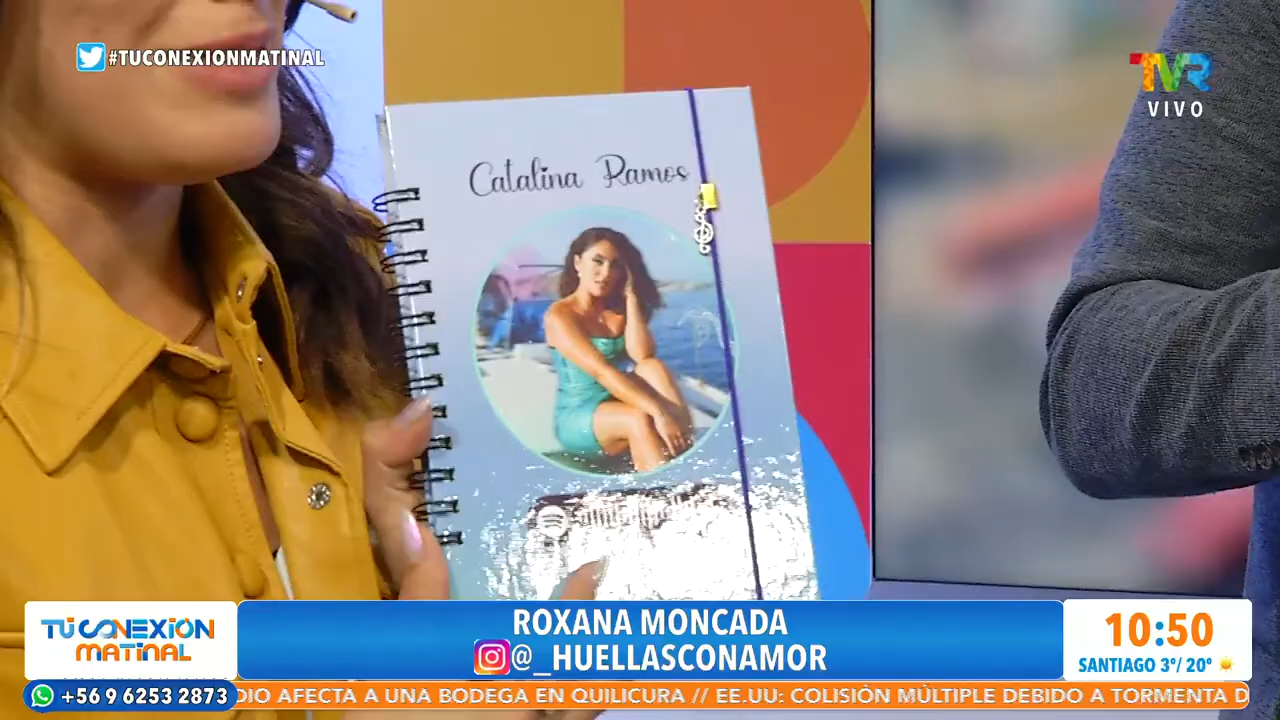 #TUCONEXIONMATINAL
TVR
VIVO
Catalina Ramos
ROXANA MONCADA
@_HUELLASCONAMOR
TU CONEXIÓN
MATINAL
10:50
SANTIAGO 3°/ 20°
+56 9 6253 2873
DIO AFECTA A UNA BODEGA EN QUILICURA // EE.UU: COLISIÓN MÚLTIPLE DEBIDO A TORMENTA D